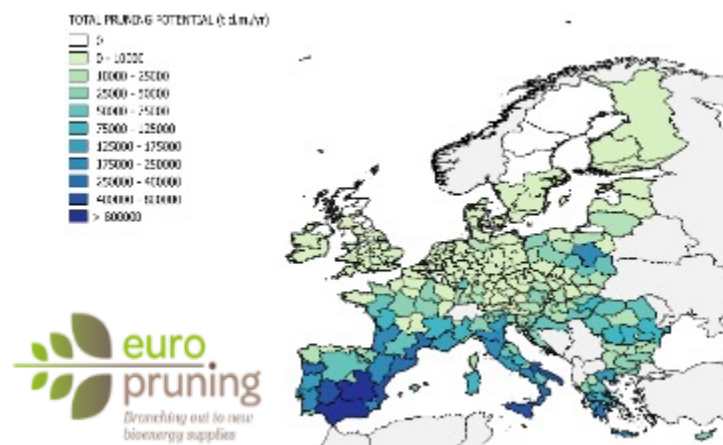 TOTAL PRUNING POTENTIAL (t d.m./yr)
0
0 - 10000
10000 - 25000
25000 - 50000
50000 - 75000
75000 - 125000
125000 - 175000
175000 - 250000
250000 - 400000
400000 - 800000
> 800000
euro
pruning
Branching out to new
bioenergy supplies